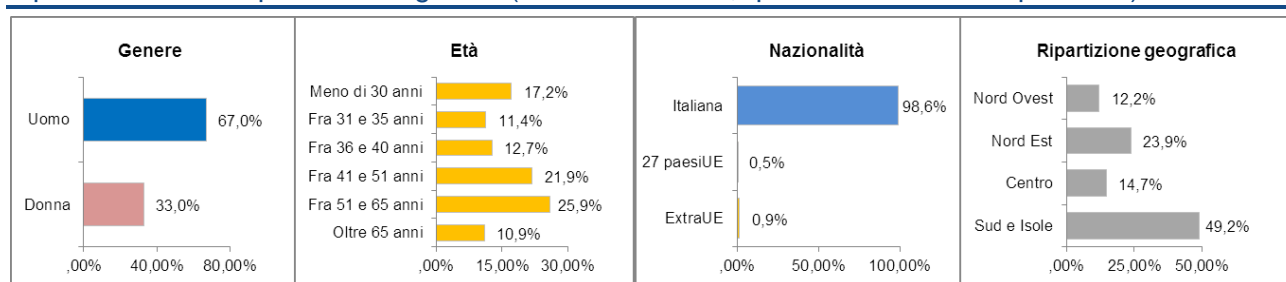 Genere
Uomo
67,0%
Donna
33,0%
,00% 40,00% 80,00%
Età
Meno di 30 anni
17,2%
Fra 31 e 35 anni
11,4%
Fra 36 e 40 anni
12,7%
Fra 41 e 51 anni
21,9%
Fra 51 e 65 anni
25,9%
Oltre 65 anni
10,9%
,00% 15,00% 30,00%
Nazionalità
Italiana
98,6%
27 paesiUE
0,5%
ExtraUE
0,9%
,00% 50,00% 100,00%
Ripartizione geografica
Nord Ovest
12,2%
Nord Est
23,9%
Centro
14,7%
Sud e Isole
49,2%
,00% 25,00% 50,00%